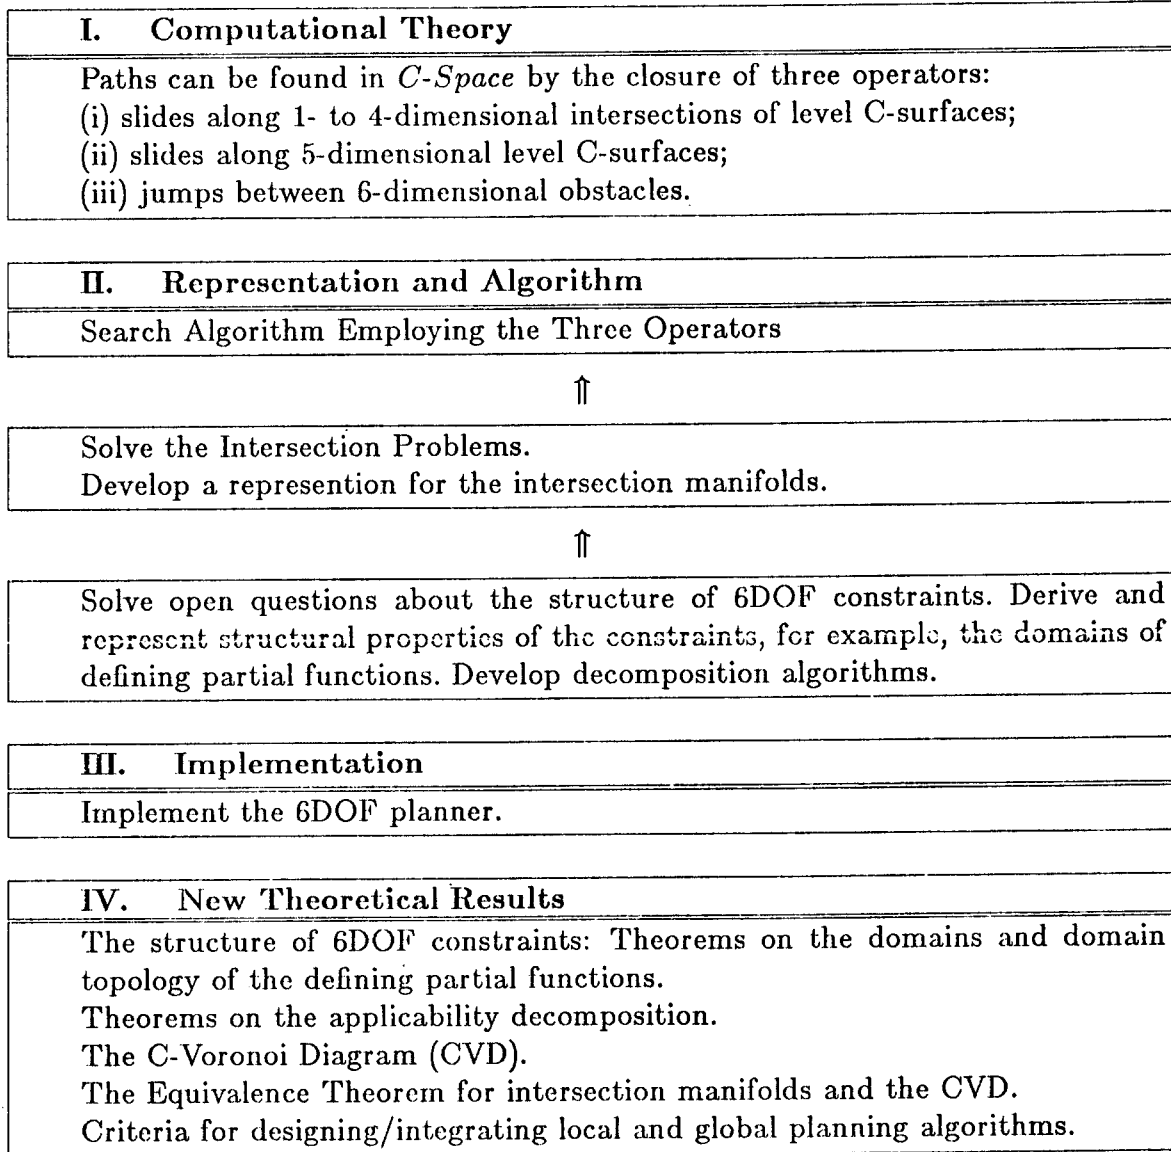 I. Computational Theory
Paths can be found in C-Space by the closure of three operators:
(i) slides along 1- to 4-dimensional intersections of level C-surfaces;
(ii) slides along 5-dimensional level C-surfaces;
(iii) jumps between 6-dimensional obstacles.
II. Representation and Algorithm
Search Algorithm Employing the Three Operators
⇑
Solve the Intersection Problems.
Develop a represention for the intersection manifolds.
⇑
Solve open questions about the structure of 6DOF constraints. Derive and
represent structural properties of the constraints, for example, the domains of
defining partial functions. Develop decomposition algorithms.
III. Implementation
Implement the 6DOF planner.
IV. New Theoretical Results
The structure of 6DOF constraints: Theorems on the domains and domain
topology of the defining partial functions.
Theorems on the applicability decomposition.
The C-Voronoi Diagram (CVD).
The Equivalence Theorem for intersection manifolds and the CVD.
Criteria for designing/integrating local and global planning algorithms.